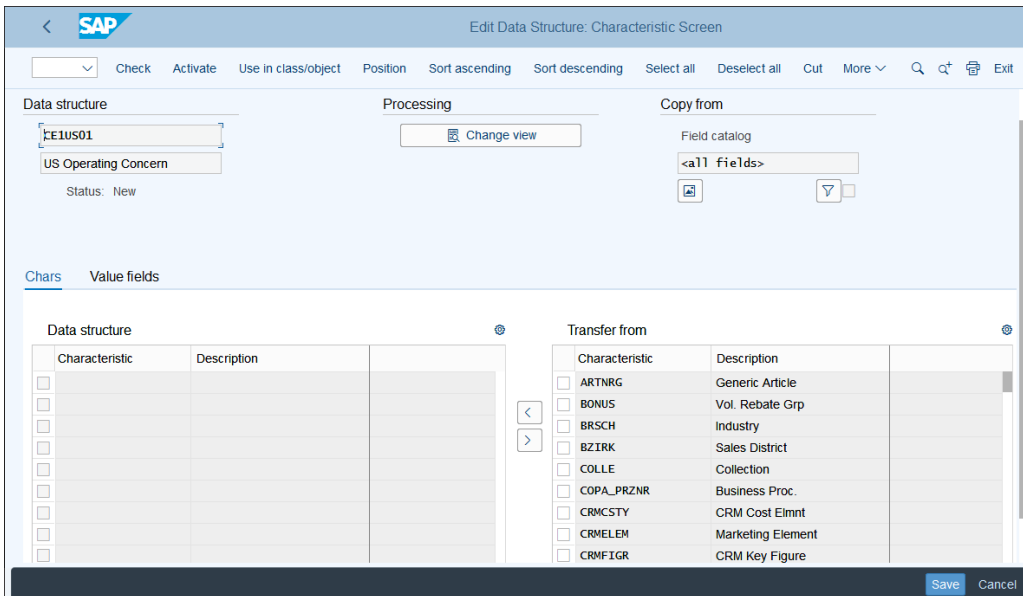 SAP Edit Data Structure: Characteristic Screen
Check Activate Use in class/object Position Sort ascending Sort descending Select all Deselect all Cut More Exit
Data structure Processing Copy from
CE1US01 Change view Field catalog
US Operating Concern <all fields>
Status: New
Chars Value fields
Data structure Transfer from
Characteristic Description Characteristic Description
ARTNRG Generic Article
BONUS Vol. Rebate Grp
BRSCH Industry
BZIRK Sales District
COLLE Collection
COPA_PRZNR Business Proc.
CRMCSTY CRM Cost Elmnt
CRMELEM Marketing Element
CRMFIGR CRM Key Figure
Save Cancel